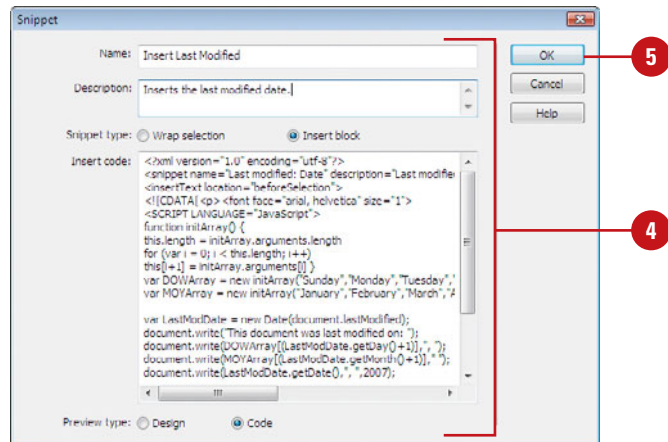 Snippet
Name: Insert Last Modified
OK
5
Description: Inserts the last modified date.
Cancel
Help
Snippet type: Wrap selection Insert block
Insert code:
<?xml version="1.0" encoding="utf-8"?>
<snippet name="Last modified: Date" description="Last modifie
<insertText location="beforeSelection">
<![CDATA[ <p> <font face="arial, helvetica" size="1">
<SCRIPT LANGUAGE="JavaScript">
function initArray() {
this.length = initArray.arguments.length
for (var i = 0; i < this.length; i++)
this[i+1] = initArray.arguments[i] }
var DOWArray = new initArray("Sunday","Monday","Tuesday","
var MOYArray = new initArray("January","February","March","A
4
var LastModDate = new Date(document.lastModified);
document.write("This document was last modified on: ");
document.write(DOWArray[(LastModDate.getDay()+1)],", ");
document.write(MOYArray[(LastModDate.getMonth()+1)]," ");
document.write(LastModDate.getDate(),", ",2007);
Preview type: Design Code